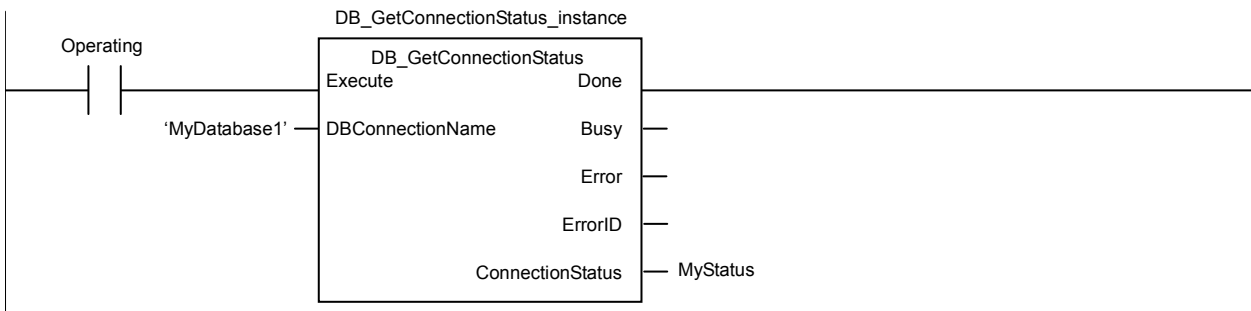 DB_GetConnectionStatus_instance
Operating
DB_GetConnectionStatus
Execute Done
‘MyDatabase1’ DBConnectionName Busy
Error
ErrorID
ConnectionStatus MyStatus